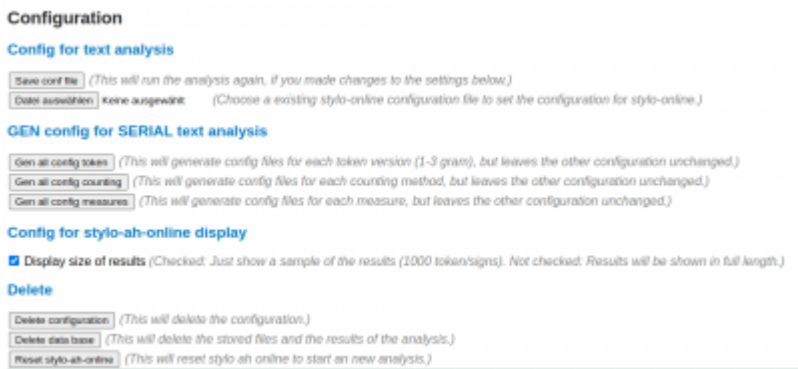 Configuration
Config for text analysis
Save conf file (This will run the analysis again, if you made changes to the settings below.)
Datei auswählen Keine ausgewählt (Choose a existing stylo-online configuration file to set the configuration for stylo-online.)
GEN config for SERIAL text analysis
Gen all config token (This will generate config files for each token version (1-3 gram), but leaves the other configuration unchanged.)
Gen all config counting (This will generate config files for each counting method, but leaves the other configuration unchanged.)
Gen all config measures (This will generate config files for each measure, but leaves the other configuration unchanged.)
Config for stylo-ah-online display
Display size of results (Checked: Just show a sample of the results (1000 token/signs). Not checked: Results will be shown in full length.)
Delete
Delete configuration (This will delete the configuration.)
Delete data base (This will delete the stored files and the results of the analysis.)
Reset stylo-ah-online (This will reset stylo ah online to start an new analysis.)